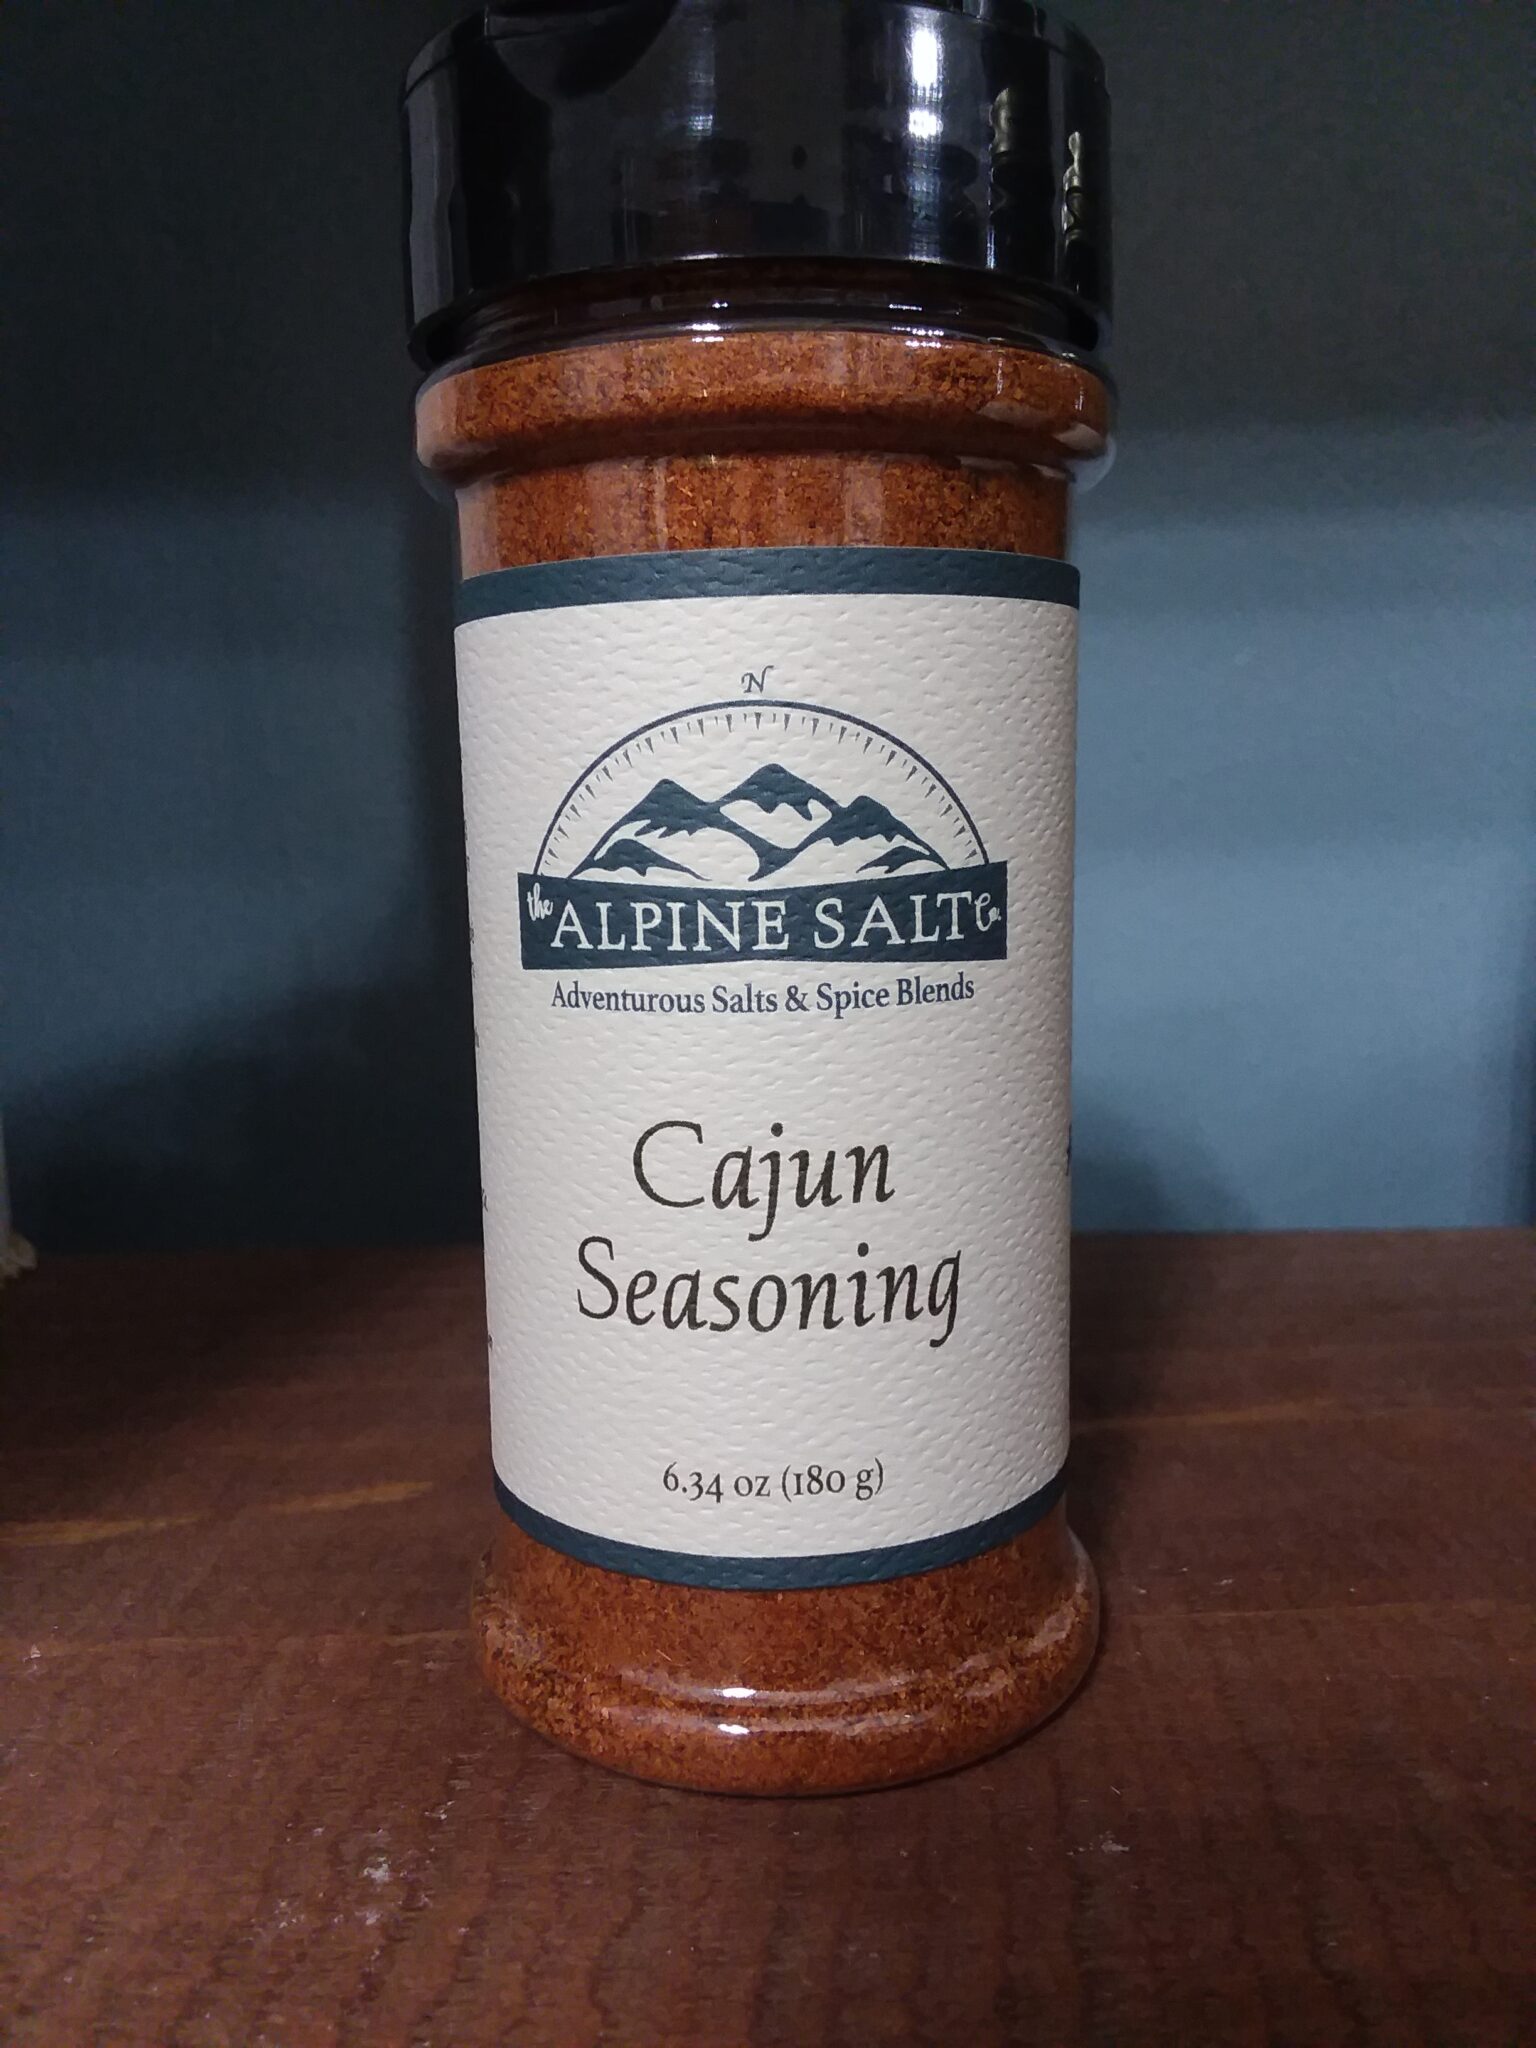 N
the ALPINE SALT Co.
Adventurous Salts & Spice Blends
Cajun
Seasoning
6.34 oz (180 g)